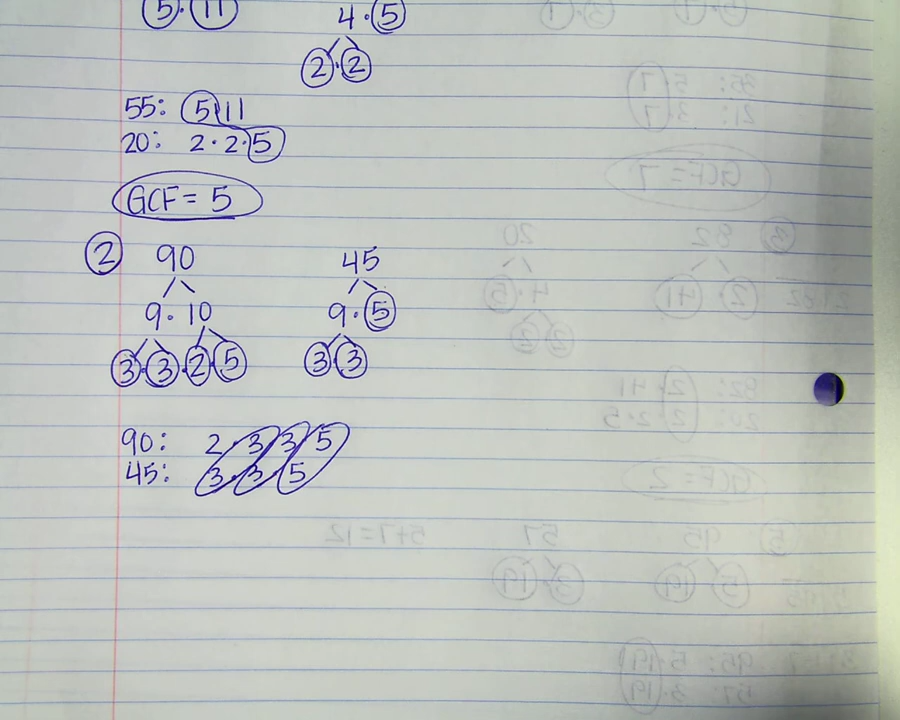 5 · 11 4 · 5
2 · 2
55: 5 · 11
20: 2 · 2 · 5
GCF = 5
2 90 45
9 · 10 9 · 5
3 · 3 · 2 · 5 3 · 3
90: 2 · 3 · 3 · 5
45: 3 · 3 · 5